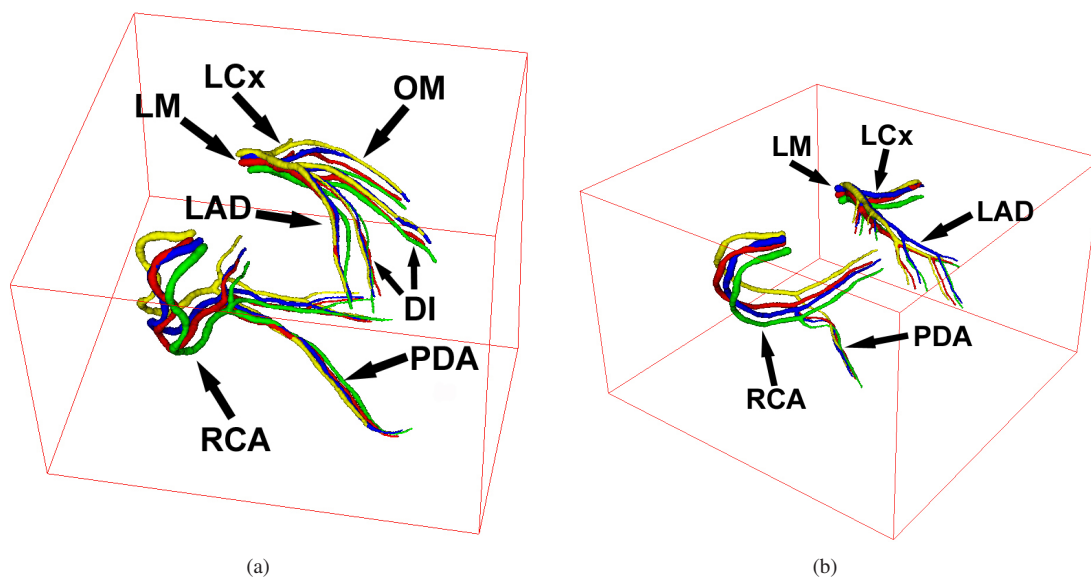 LCx
OM
LM
LAD
DI
PDA
RCA
(a)
LCx
LM
LAD
PDA
RCA
(b)